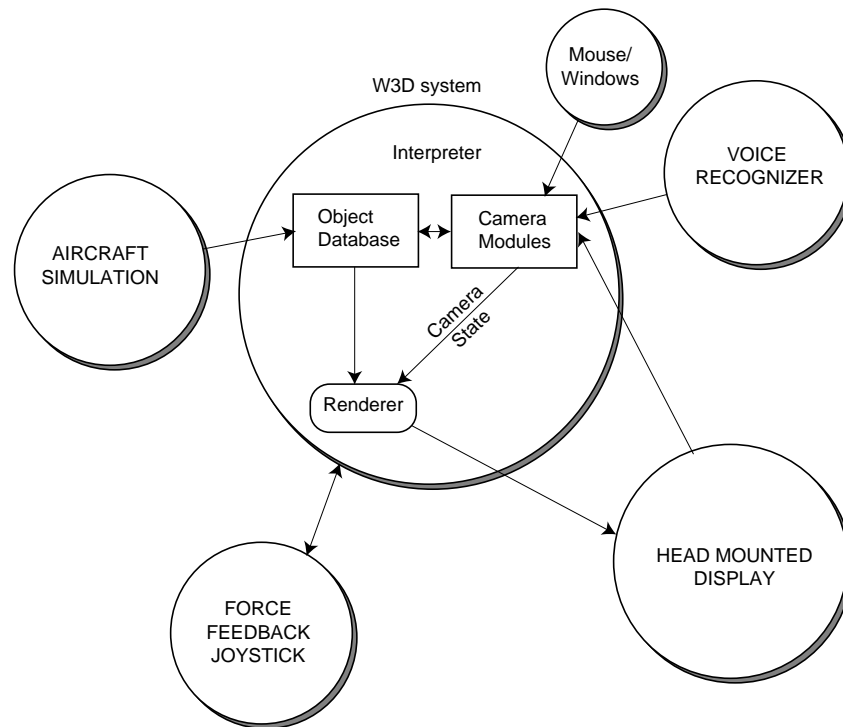 Mouse/
Windows
W3D system
Interpreter
VOICE
RECOGNIZER
Object
Database
Camera
Modules
AIRCRAFT
SIMULATION
Camera
State
Renderer
HEAD MOUNTED
DISPLAY
FORCE
FEEDBACK
JOYSTICK